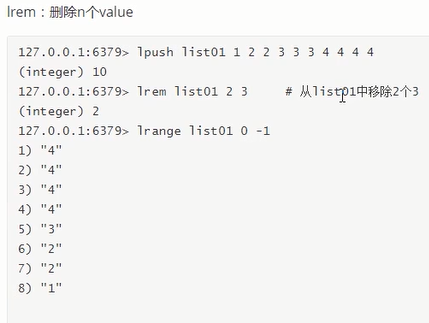 lrem：删除n个value
127.0.0.1:6379> lpush list01 1 2 2 3 3 3 4 4 4 4
(integer) 10
127.0.0.1:6379> lrem list01 2 3 # 从list01中移除2个3
(integer) 2
127.0.0.1:6379> lrange list01 0 -1
1) "4"
2) "4"
3) "4"
4) "4"
5) "3"
6) "2"
7) "2"
8) "1"